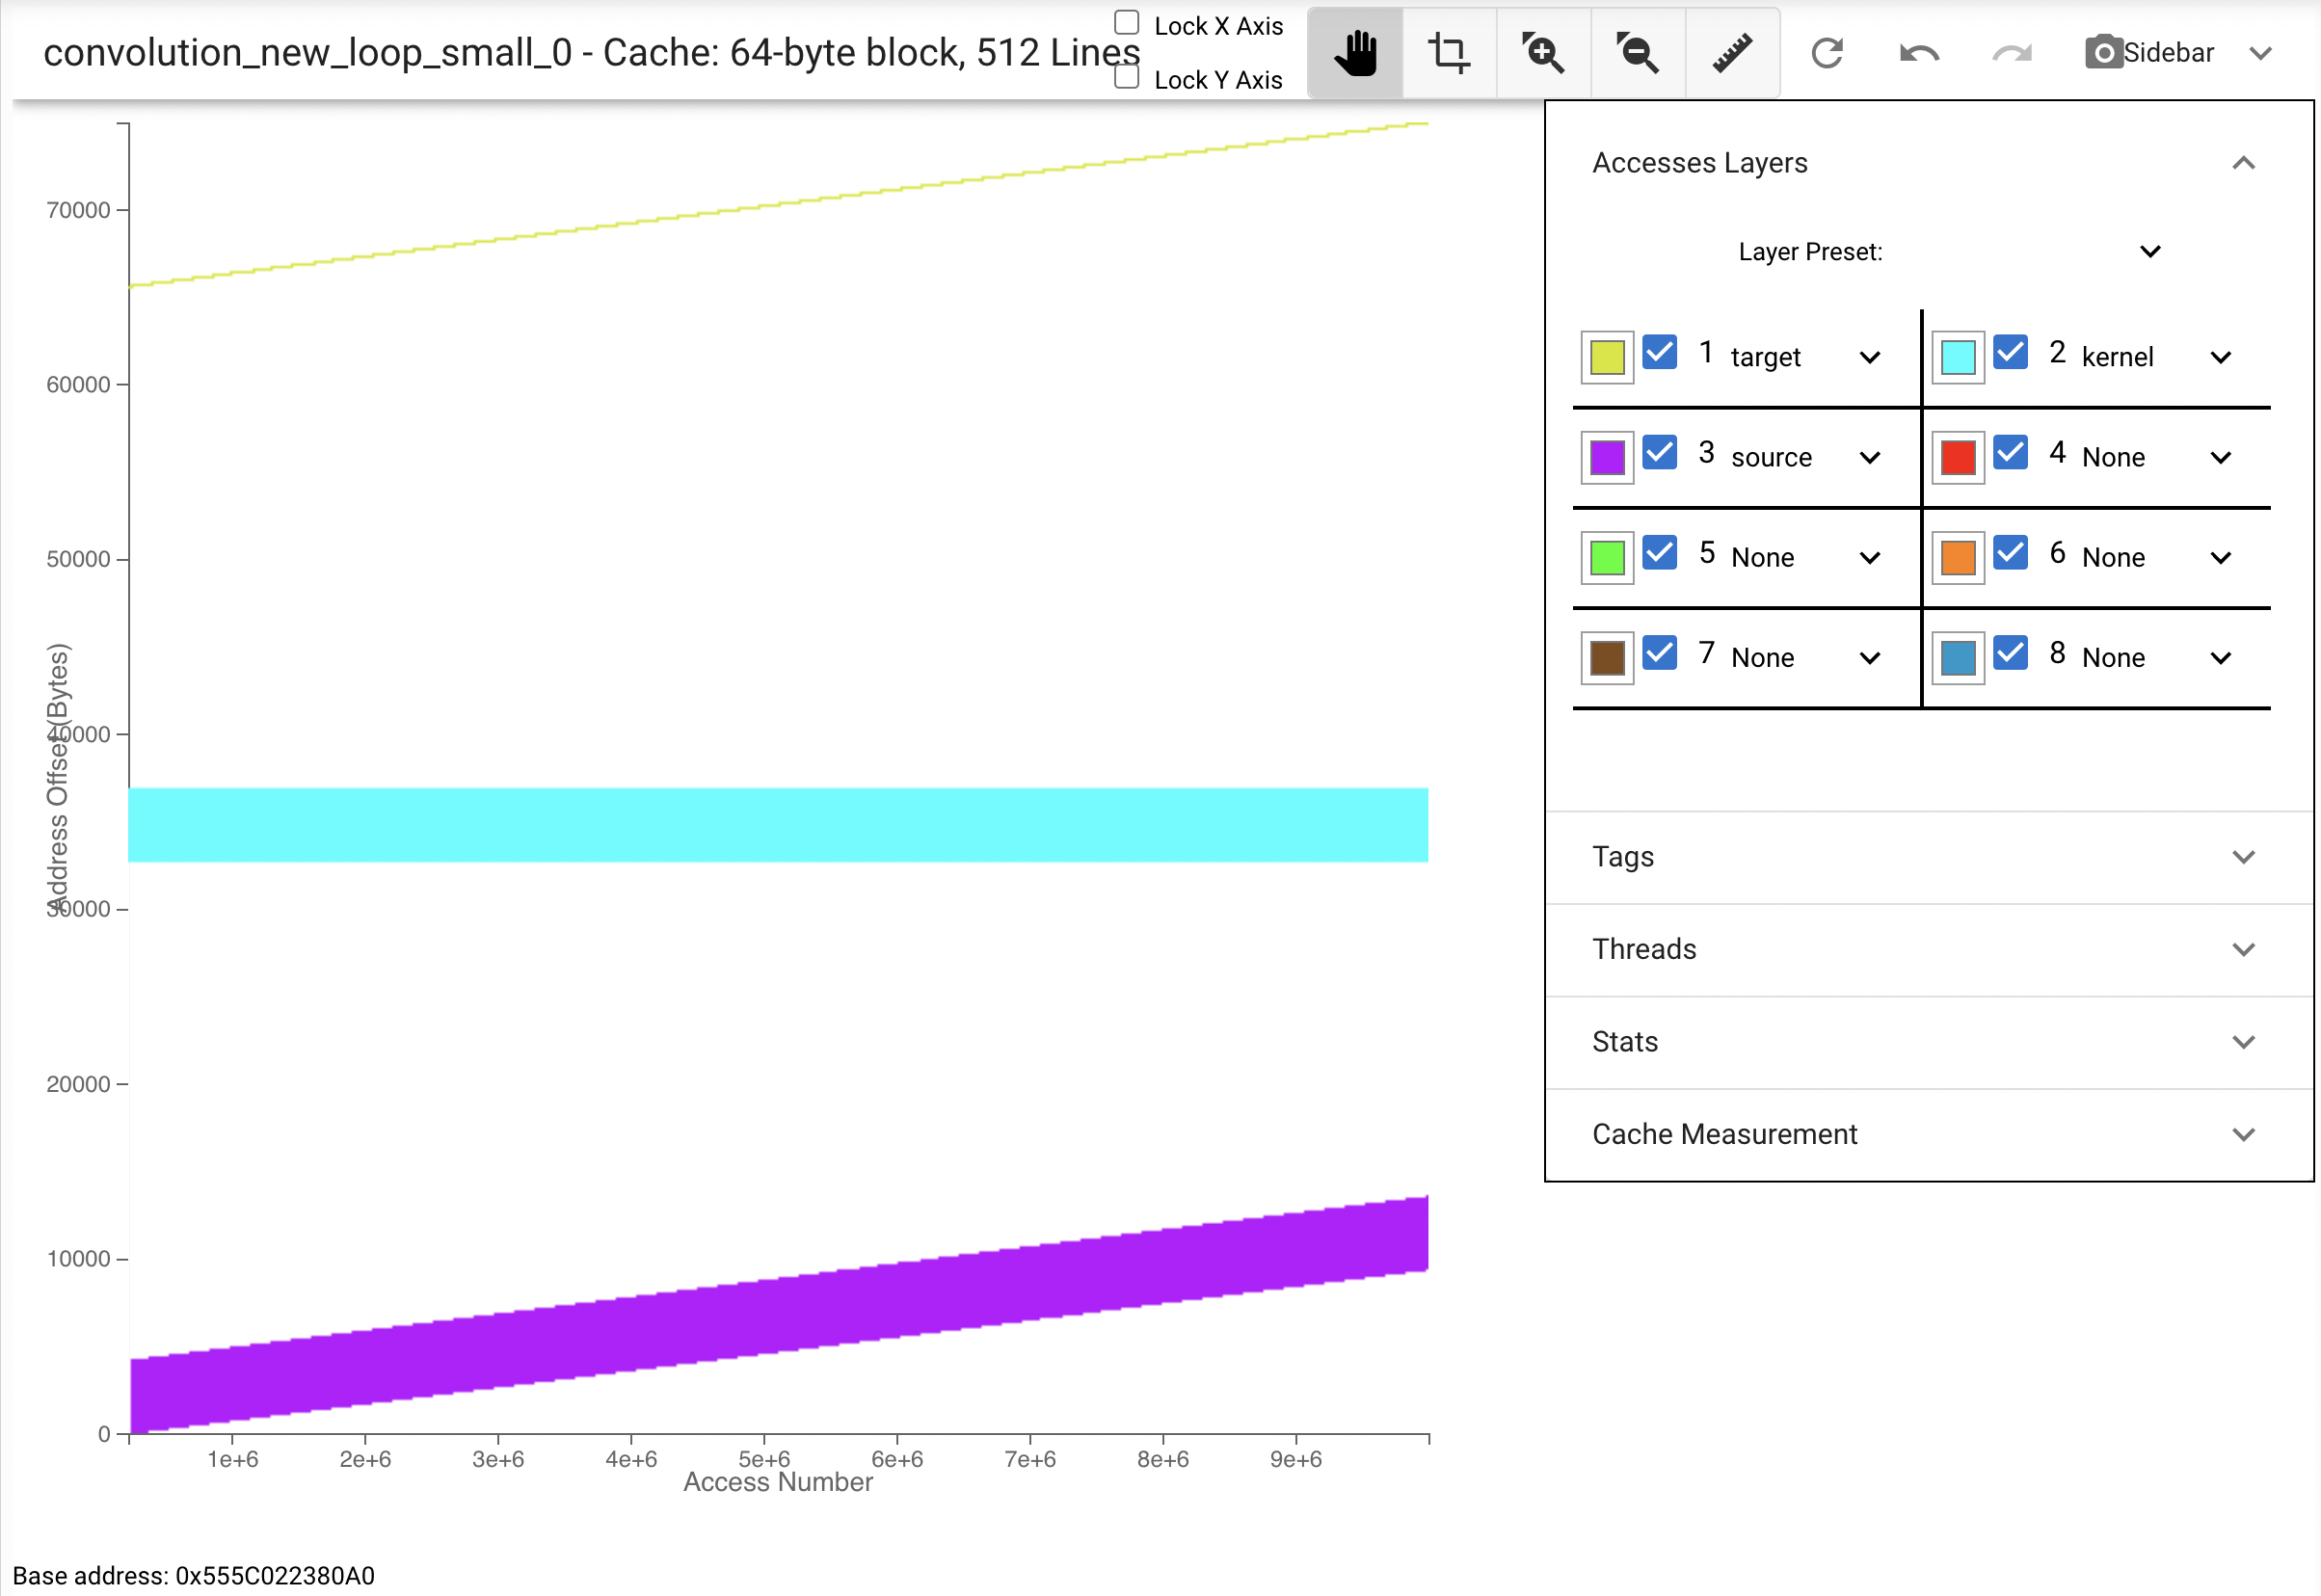 convolution_new_loop_small_0 - Cache: 64-byte block, 512 Lines
Lock X Axis
Lock Y Axis
Sidebar
Accesses Layers
Layer Preset:
1 target
2 kernel
3 source
4 None
5 None
6 None
7 None
8 None
Tags
Threads
Stats
Cache Measurement
Address Offset (Bytes)
70000
60000
50000
40000
30000
20000
10000
0
1e+6 2e+6 3e+6 4e+6 5e+6 6e+6 7e+6 8e+6 9e+6
Access Number
Base address: 0x555C022380A0